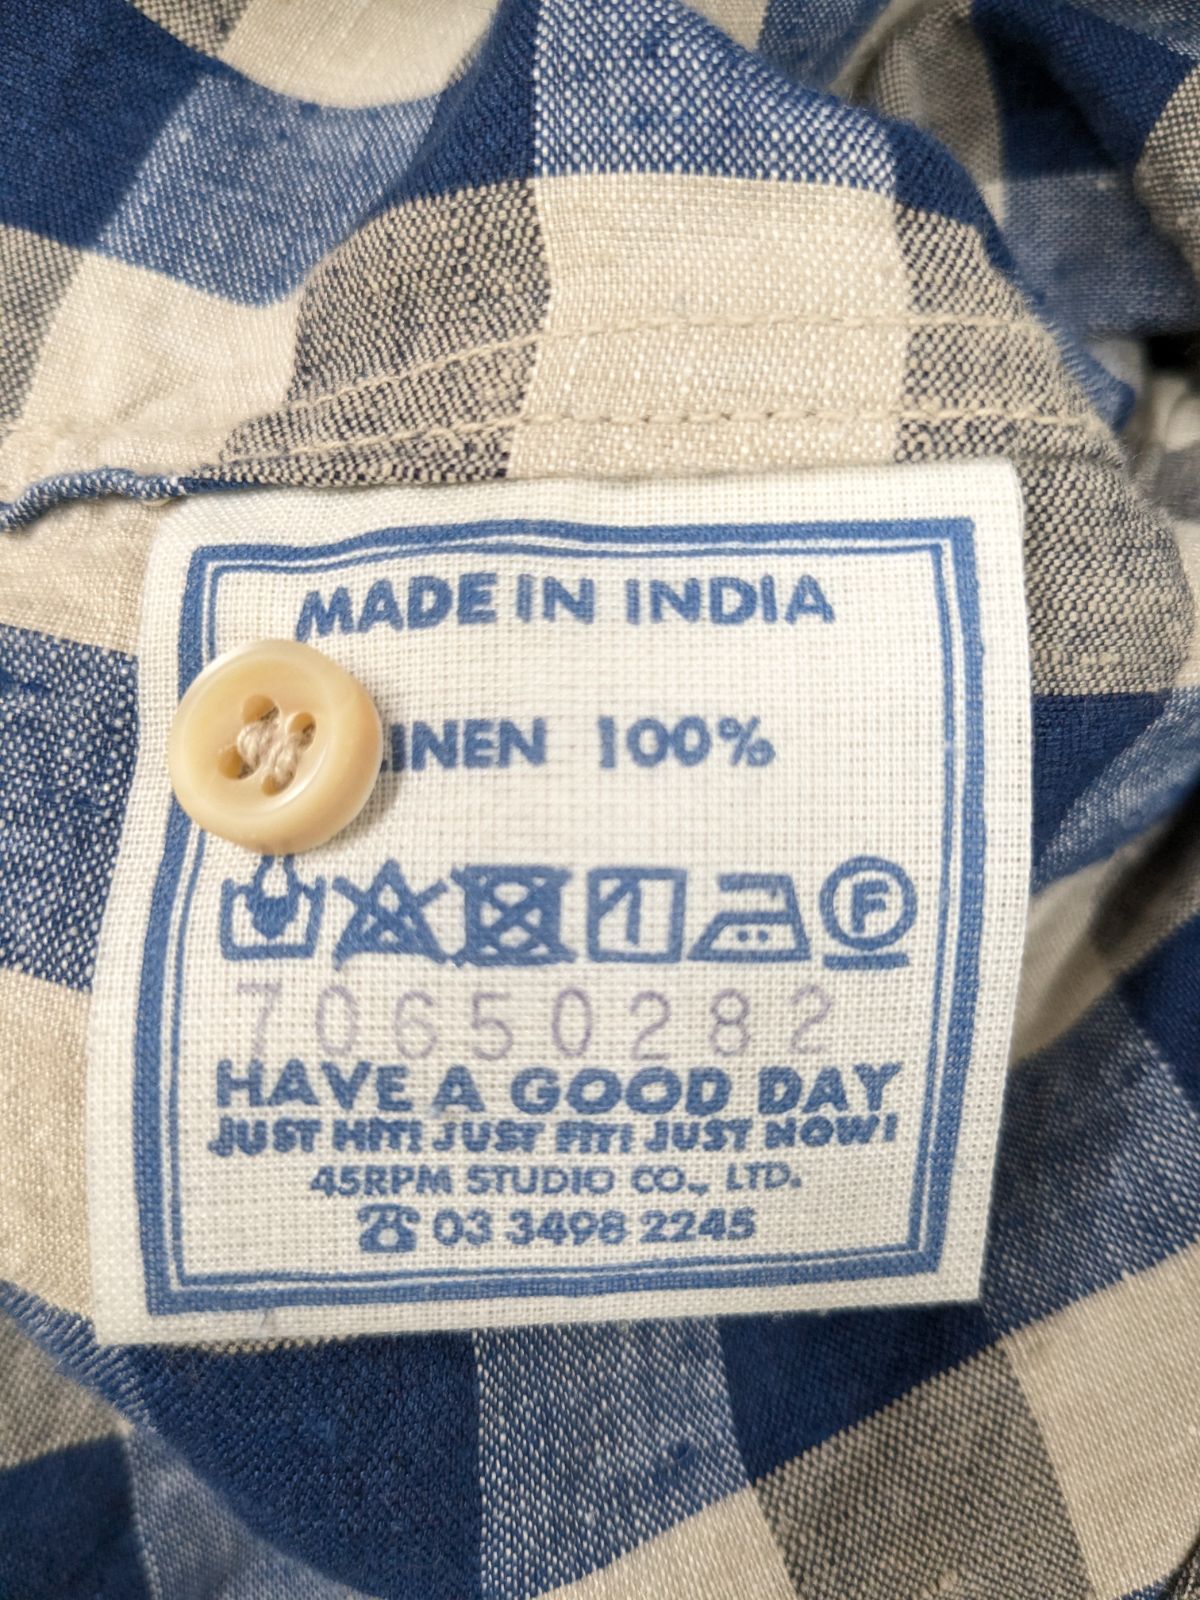 MADE IN INDIA
LINEN 100%
F
70650282
HAVE A GOOD DAY
JUST HIT! JUST FIT! JUST NOW!
45RPM STUDIO CO., LTD.
☎ 03 3498 2245